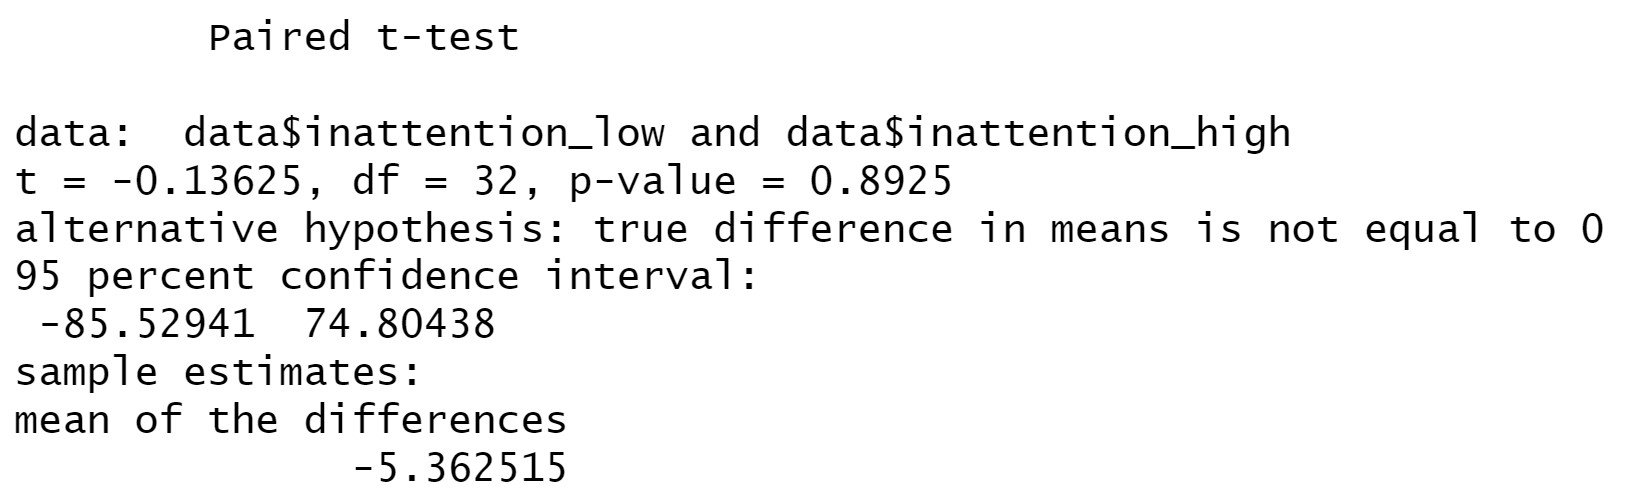 Paired t-test
data: data$inattention_low and data$inattention_high
t = -0.13625, df = 32, p-value = 0.8925
alternative hypothesis: true difference in means is not equal to 0
95 percent confidence interval:
-85.52941 74.80438
sample estimates:
mean of the differences
-5.362515